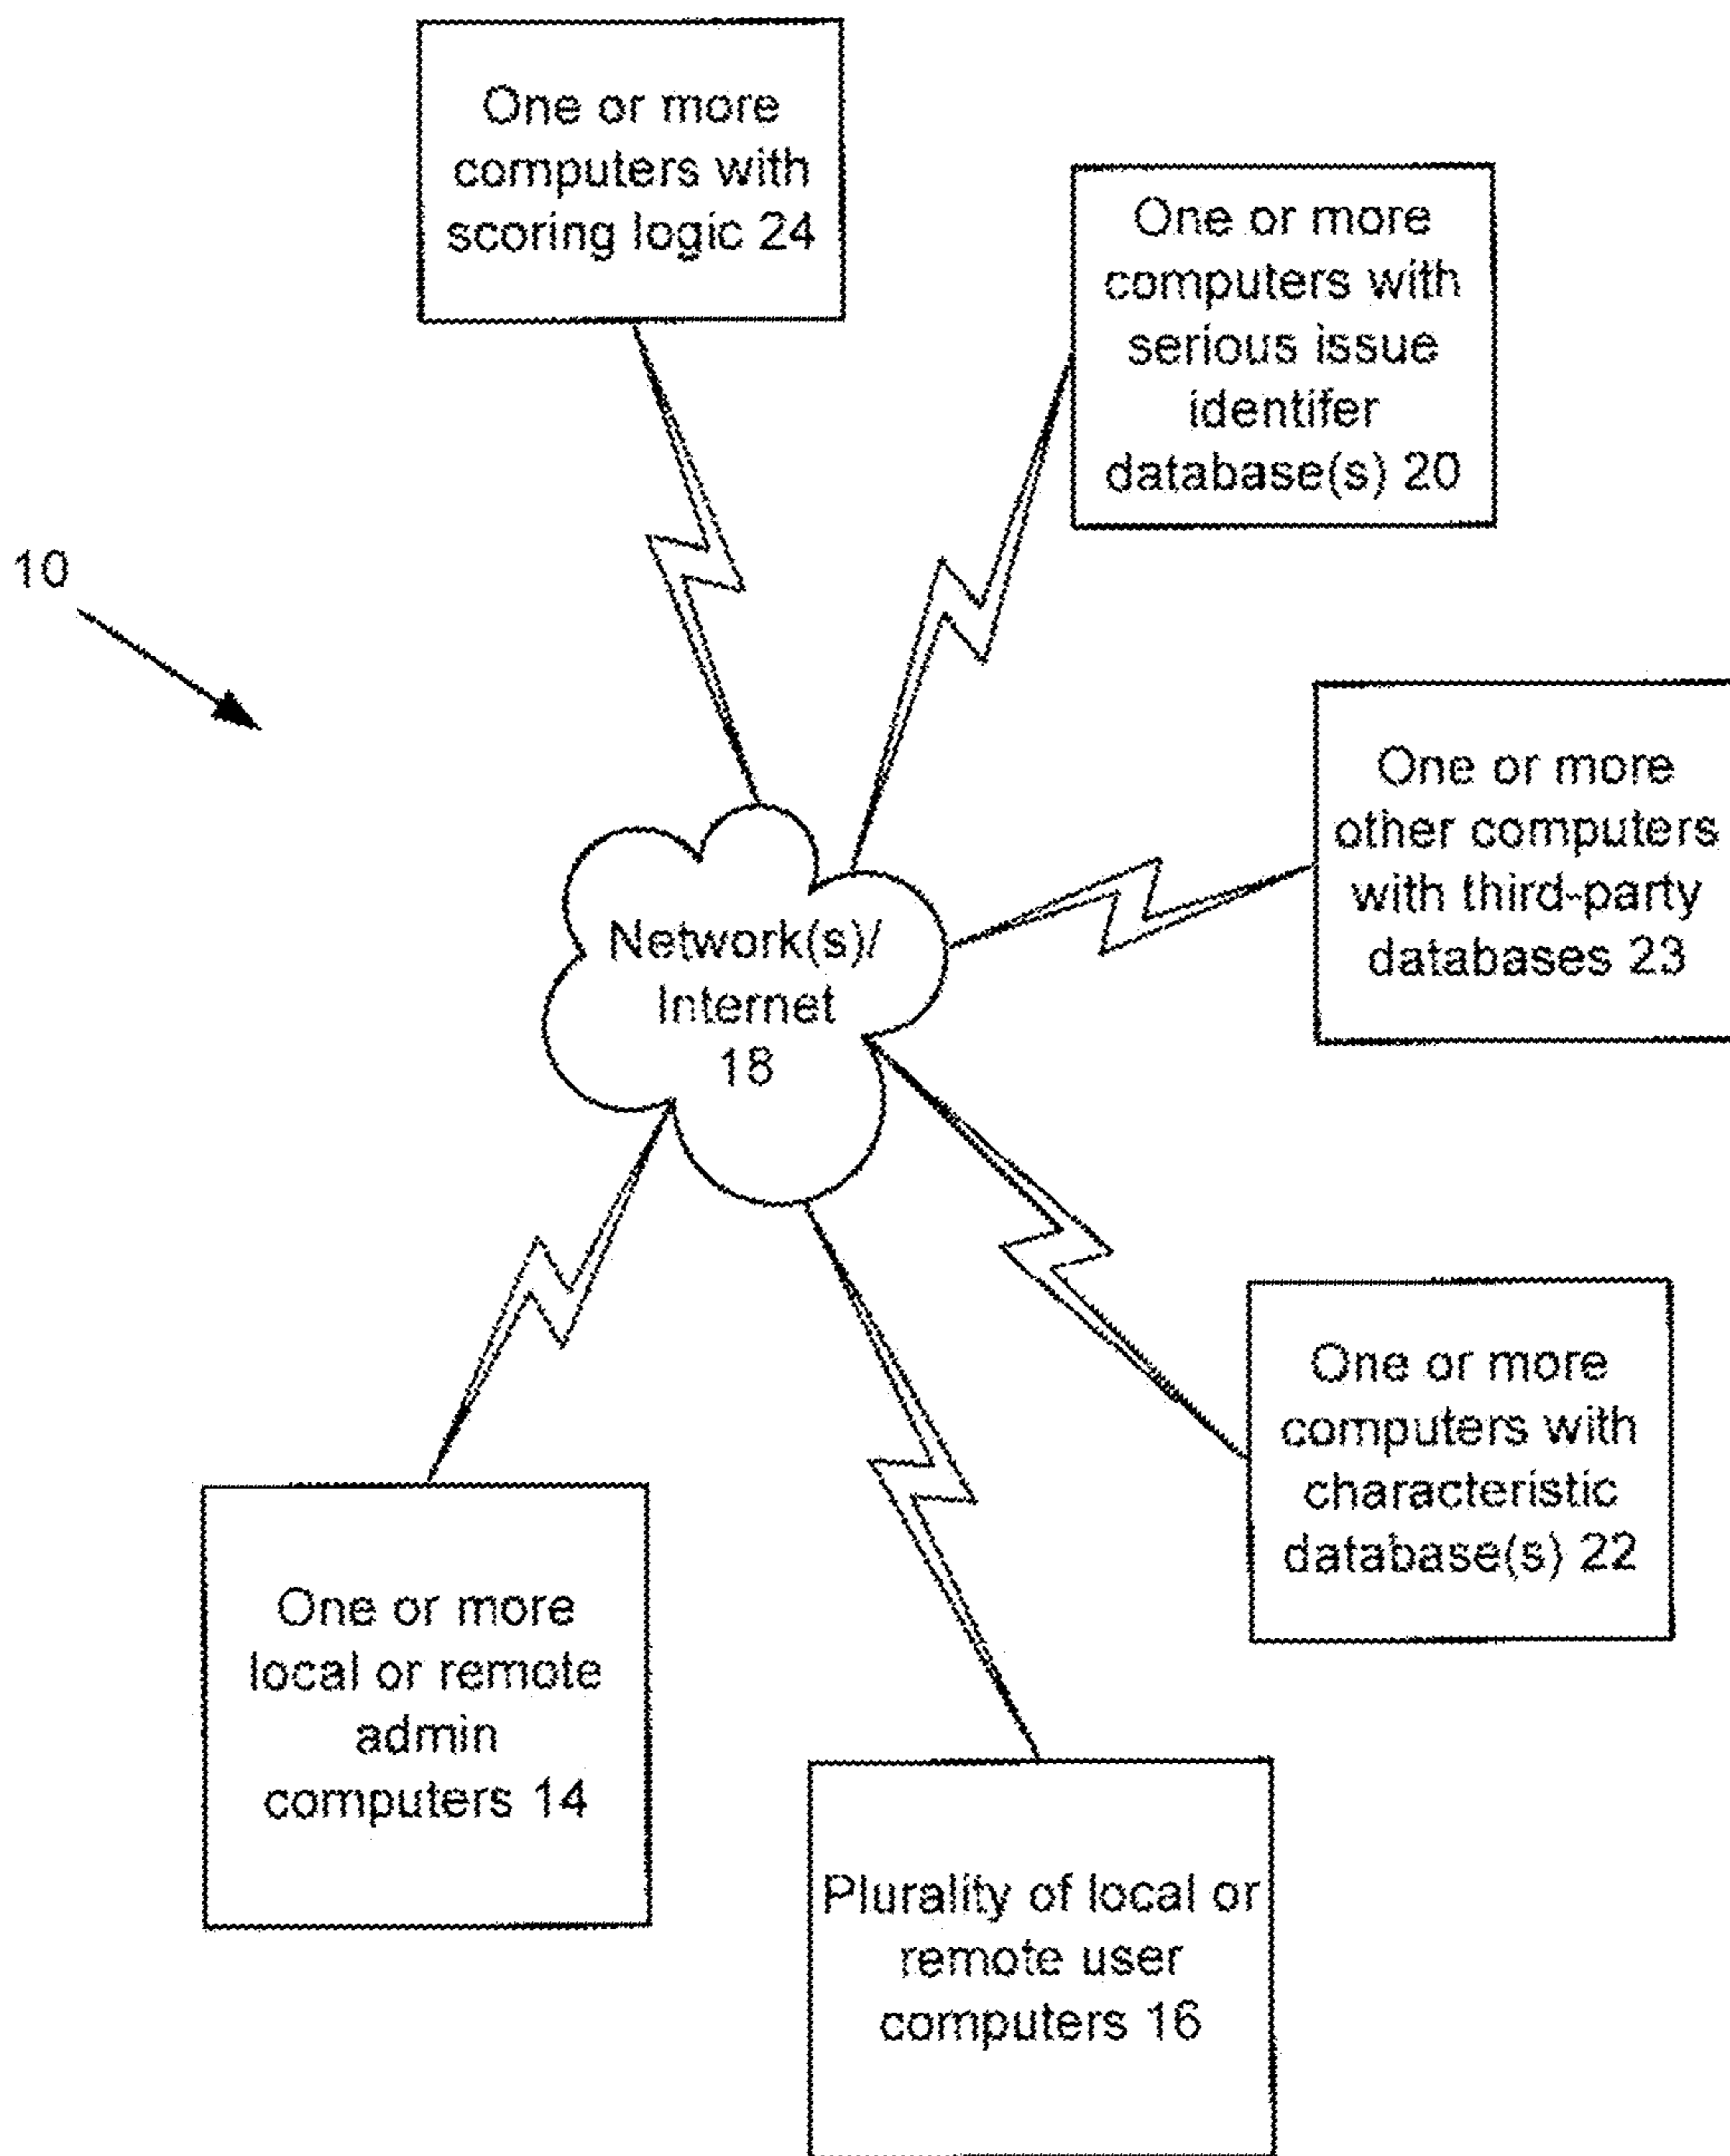 One or more
computers with
scoring logic 24
One or more
computers with
serious issue
identifer
database(s) 20
10
One or more
other computers
with third-party
databases 23
Network(s)/
Internet
18
One or more
computers with
characteristic
database(s) 22
One or more
local or remote
admin
computers 14
Plurality of local or
remote user
computers 16